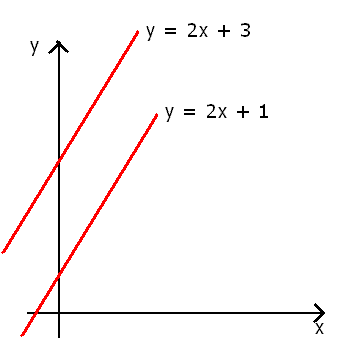 y = 2x + 3
y
y = 2x + 1
x